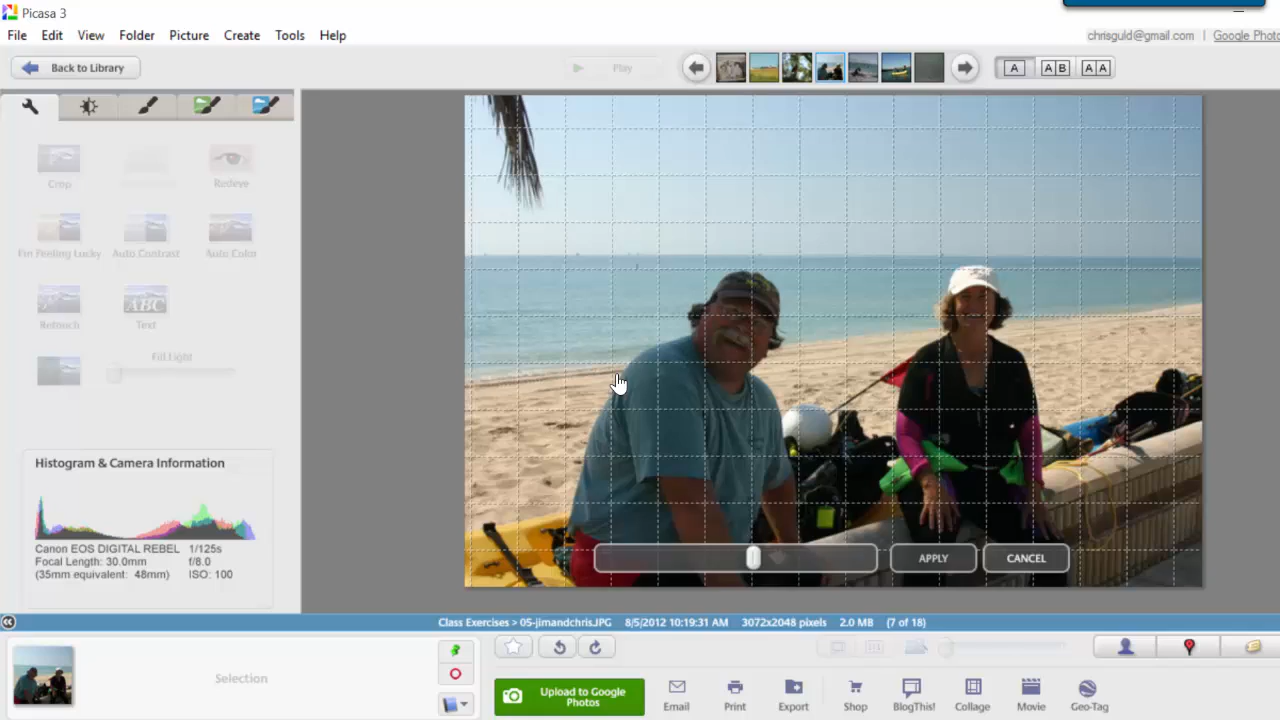 Picasa 3
File Edit View Folder Picture Create Tools Help
chrisguld@gmail.com | Google Photo
Back to Library
Play
A A B A A
Crop Redeye
I'm Feeling Lucky Auto Contrast Auto Color
ABC
Retouch Text
Fill Light
Histogram & Camera Information
Canon EOS DIGITAL REBEL 1/125s
Focal Length: 30.0mm f/8.0
(35mm equivalent: 48mm) ISO: 100
APPLY CANCEL
Class Exercises > 05-jimandchris.JPG 8/5/2012 10:19:31 AM 3072x2048 pixels 2.0 MB (7 of 18)
Selection
Upload to Google
Photos
Email Print Export Shop BlogThis! Collage Movie Geo-Tag